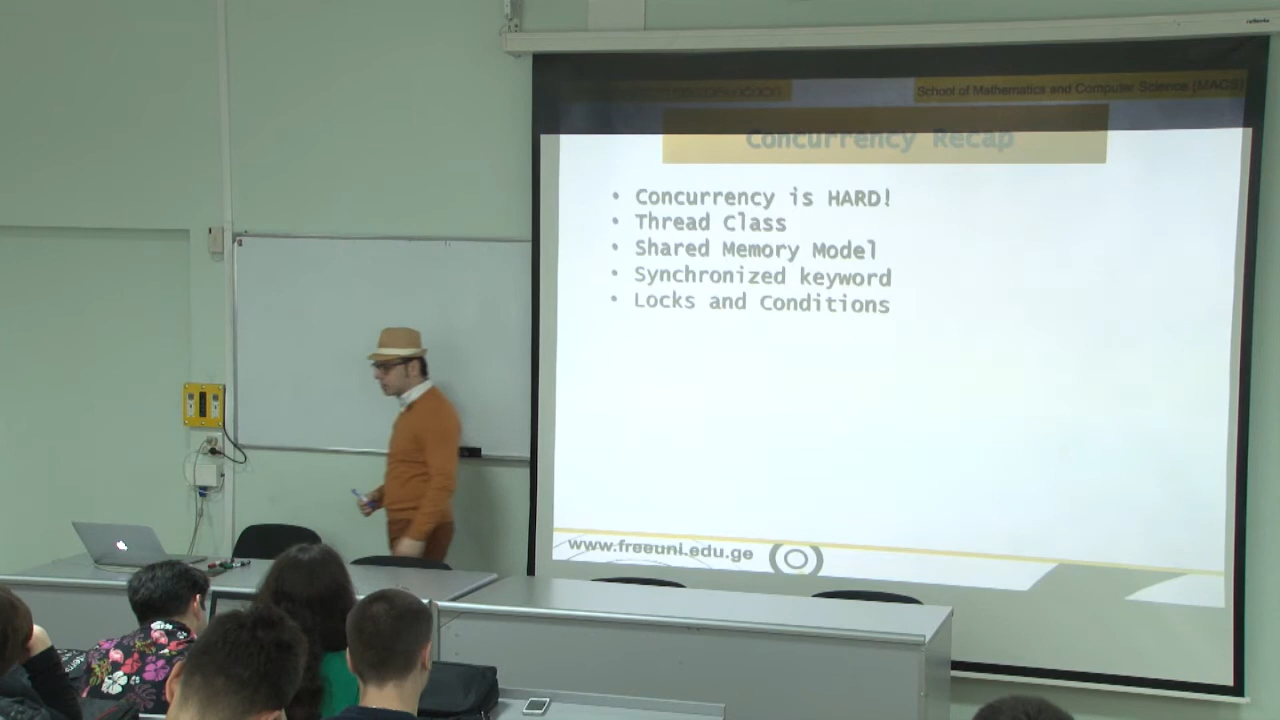 School of Mathematics and Computer Science (MACS)
Concurrency Recap
• Concurrency is HARD!
• Thread Class
• Shared Memory Model
• Synchronized keyword
• Locks and Conditions
www.freeuni.edu.ge